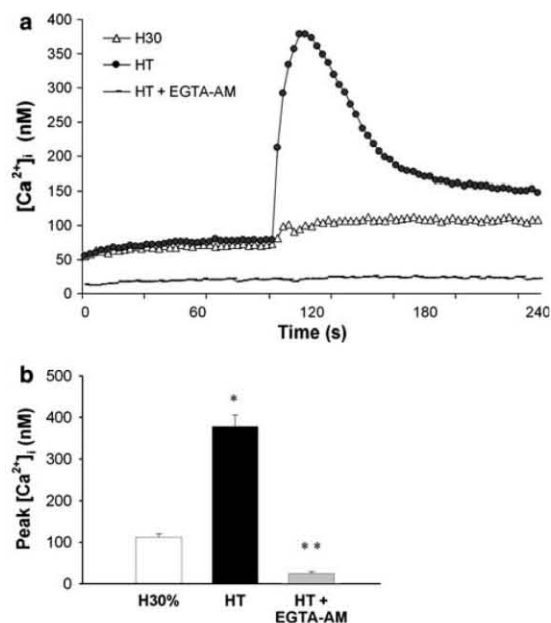 a
400
350
300
250
200
150
100
50
0
[Ca²⁺]ᵢ (nM)
H30
HT
HT + EGTA-AM
0 60 120 180 240
Time (s)
b
500
400
300
200
100
0
Peak [Ca²⁺]ᵢ (nM)
*
**
H30% HT HT +
EGTA-AM